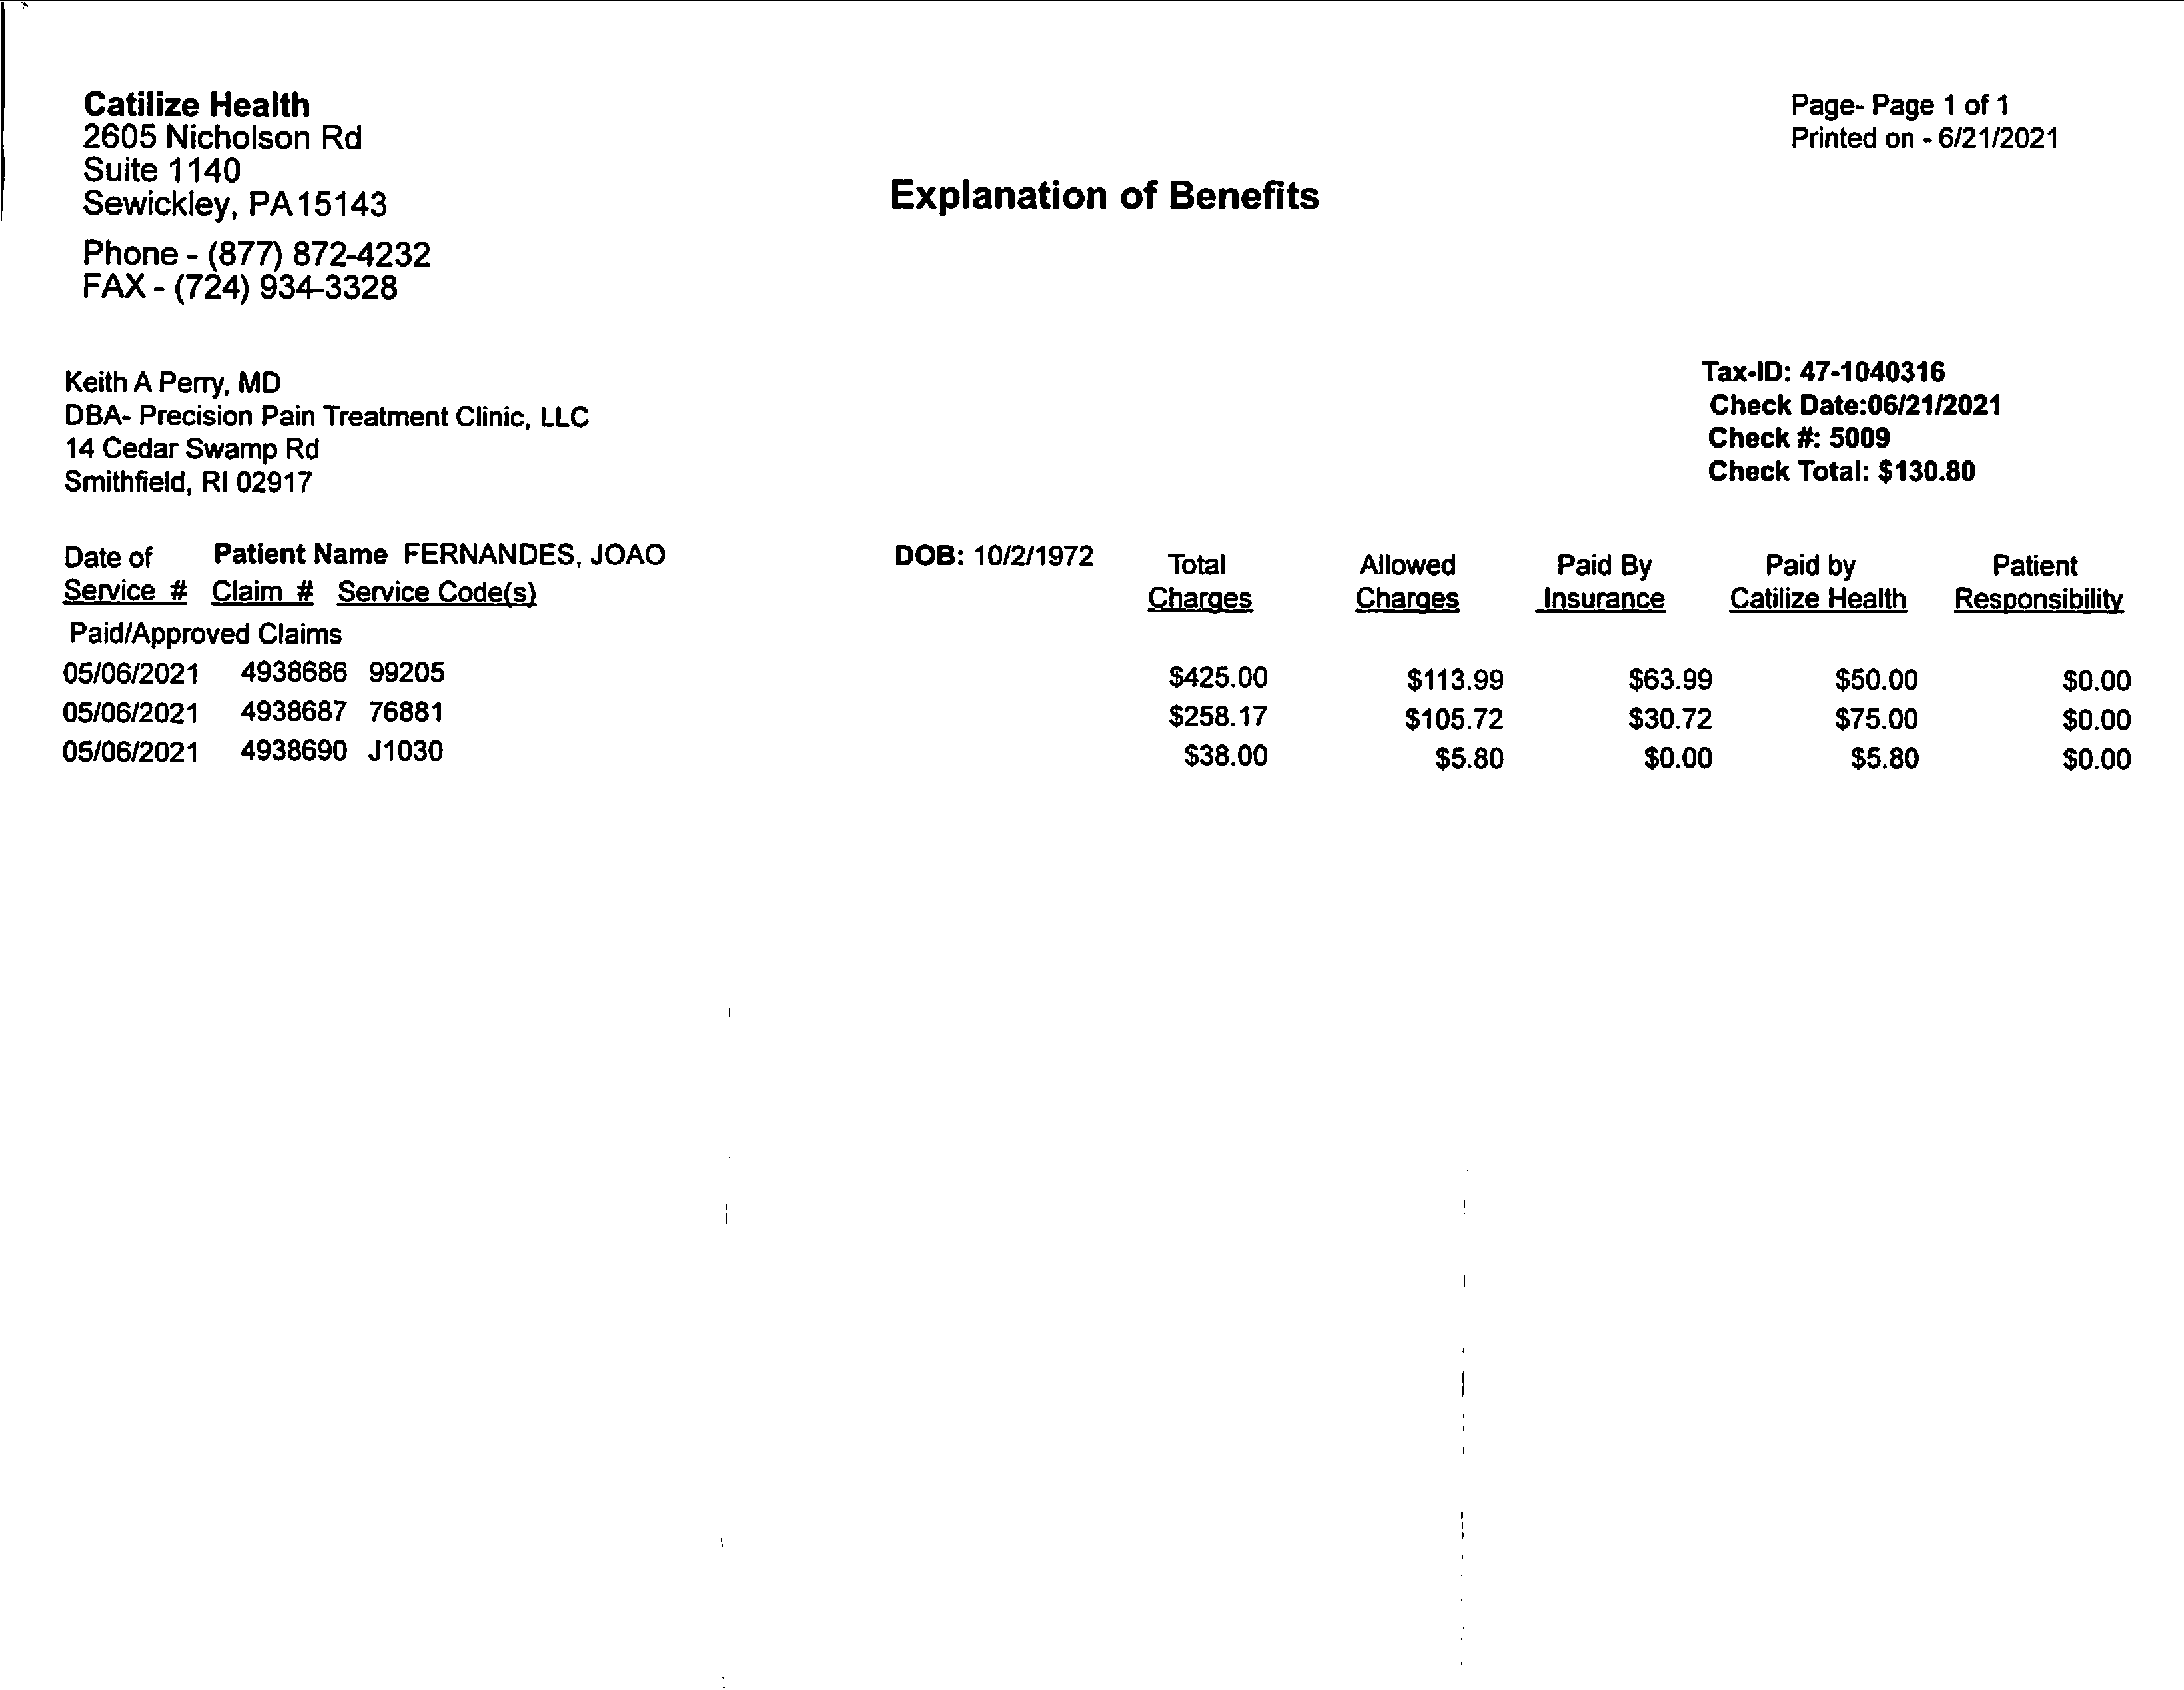 Catilize Health
2605 Nicholson Rd
Suite 1140
Sewickley, PA 15143
Phone - (877) 872-4232
FAX - (724) 934-3328
Page- Page 1 of 1
Printed on - 6/21/2021
Explanation of Benefits
Keith A Perry, MD
DBA- Precision Pain Treatment Clinic, LLC
14 Cedar Swamp Rd
Smithfield, RI 02917
Tax-ID: 47-1040316
Check Date:06/21/2021
Check #: 5009
Check Total: $130.80
Date of Patient Name FERNANDES, JOAO DOB: 10/2/1972 Total Allowed Paid By Paid by Patient
Service # Claim # Service Code(s) Charges Charges Insurance Catilize Health Responsibility
Paid/Approved Claims
05/06/2021 4938686 99205 $425.00 $113.99 $63.99 $50.00 $0.00
05/06/2021 4938687 76881 $258.17 $105.72 $30.72 $75.00 $0.00
05/06/2021 4938690 J1030 $38.00 $5.80 $0.00 $5.80 $0.00